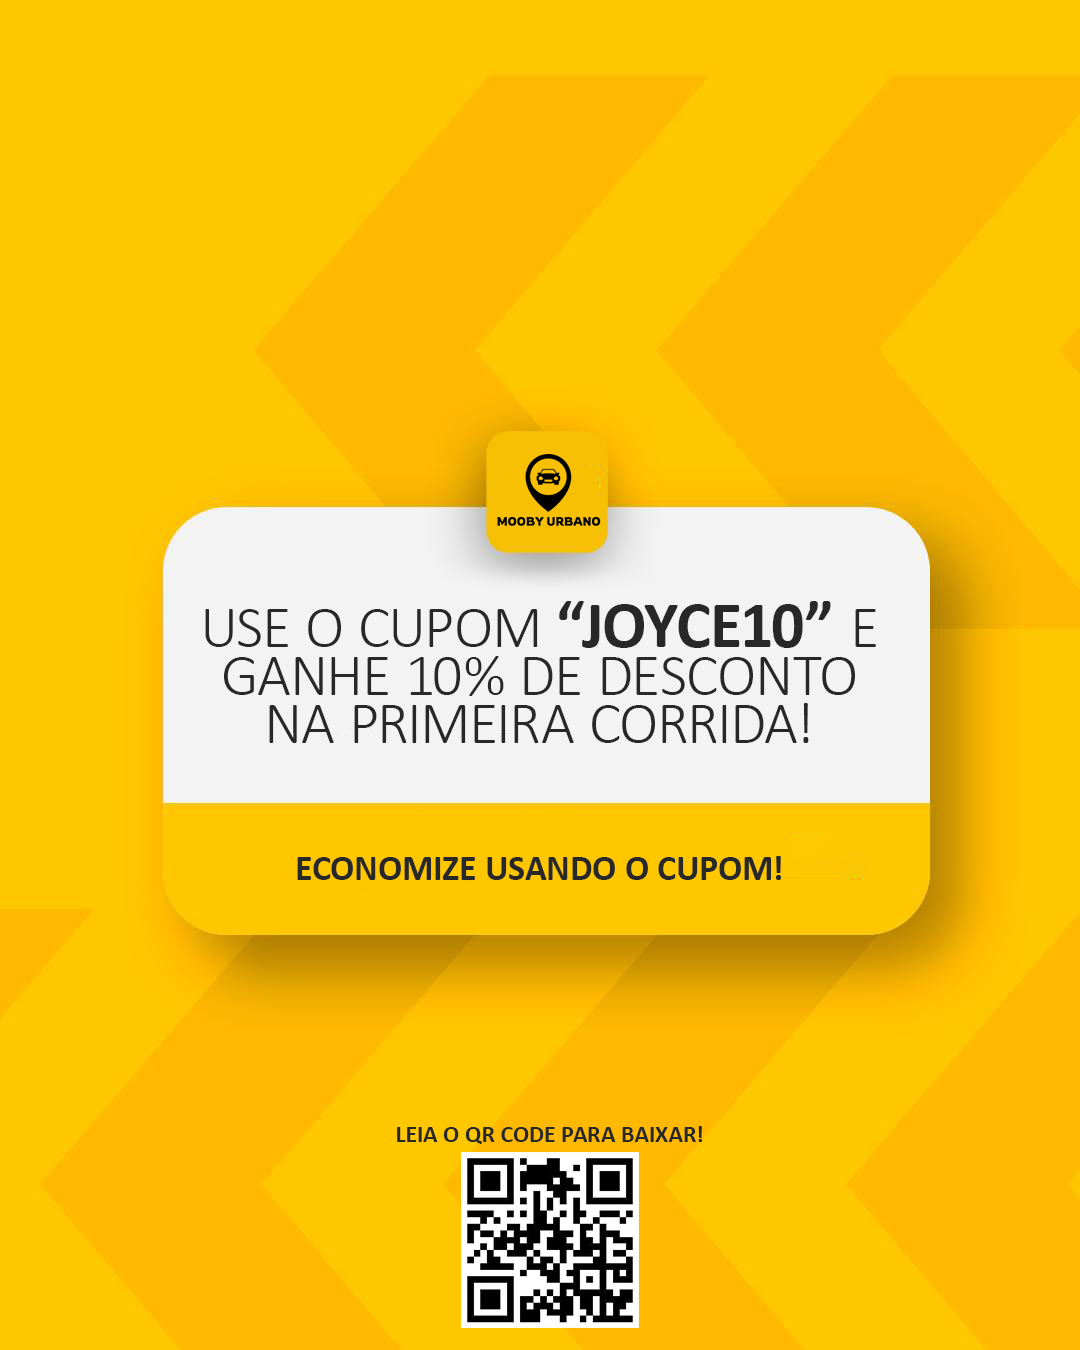 MOOBY URBANO
USE O CUPOM “JOYCE10” E
GANHE 10% DE DESCONTO
NA PRIMEIRA CORRIDA!
ECONOMIZE USANDO O CUPOM!
LEIA O QR CODE PARA BAIXAR!